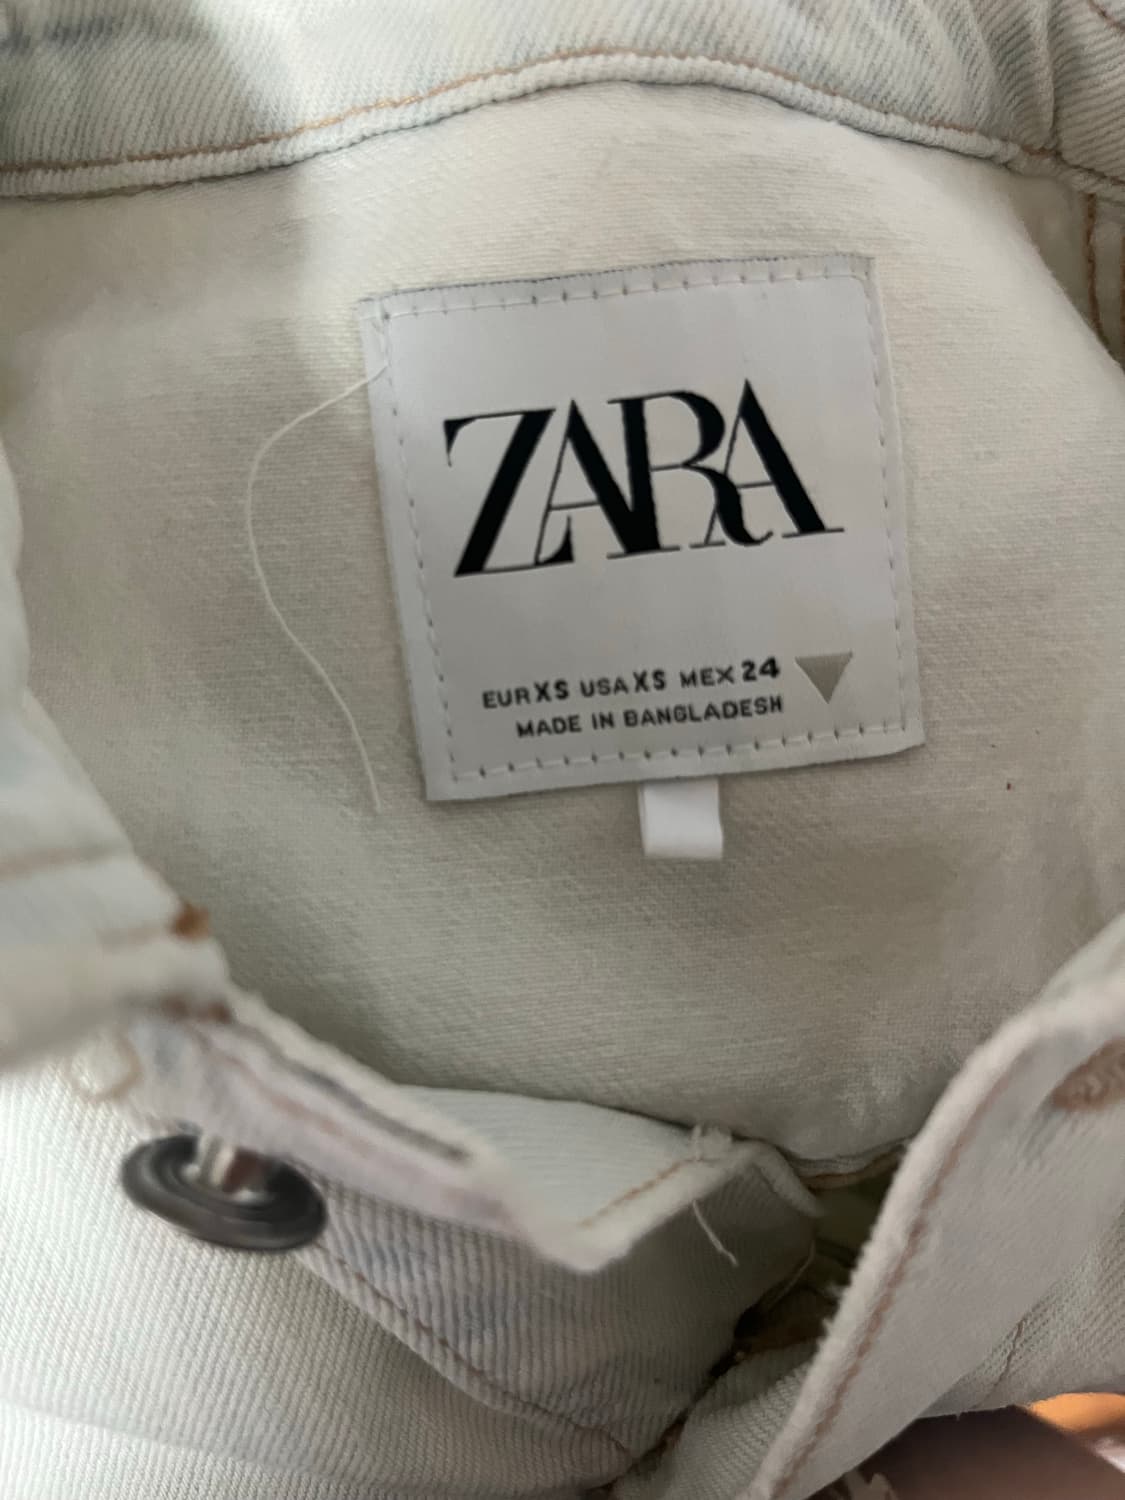 ZARA
EUR XS USA XS MEX 24
MADE IN BANGLADESH